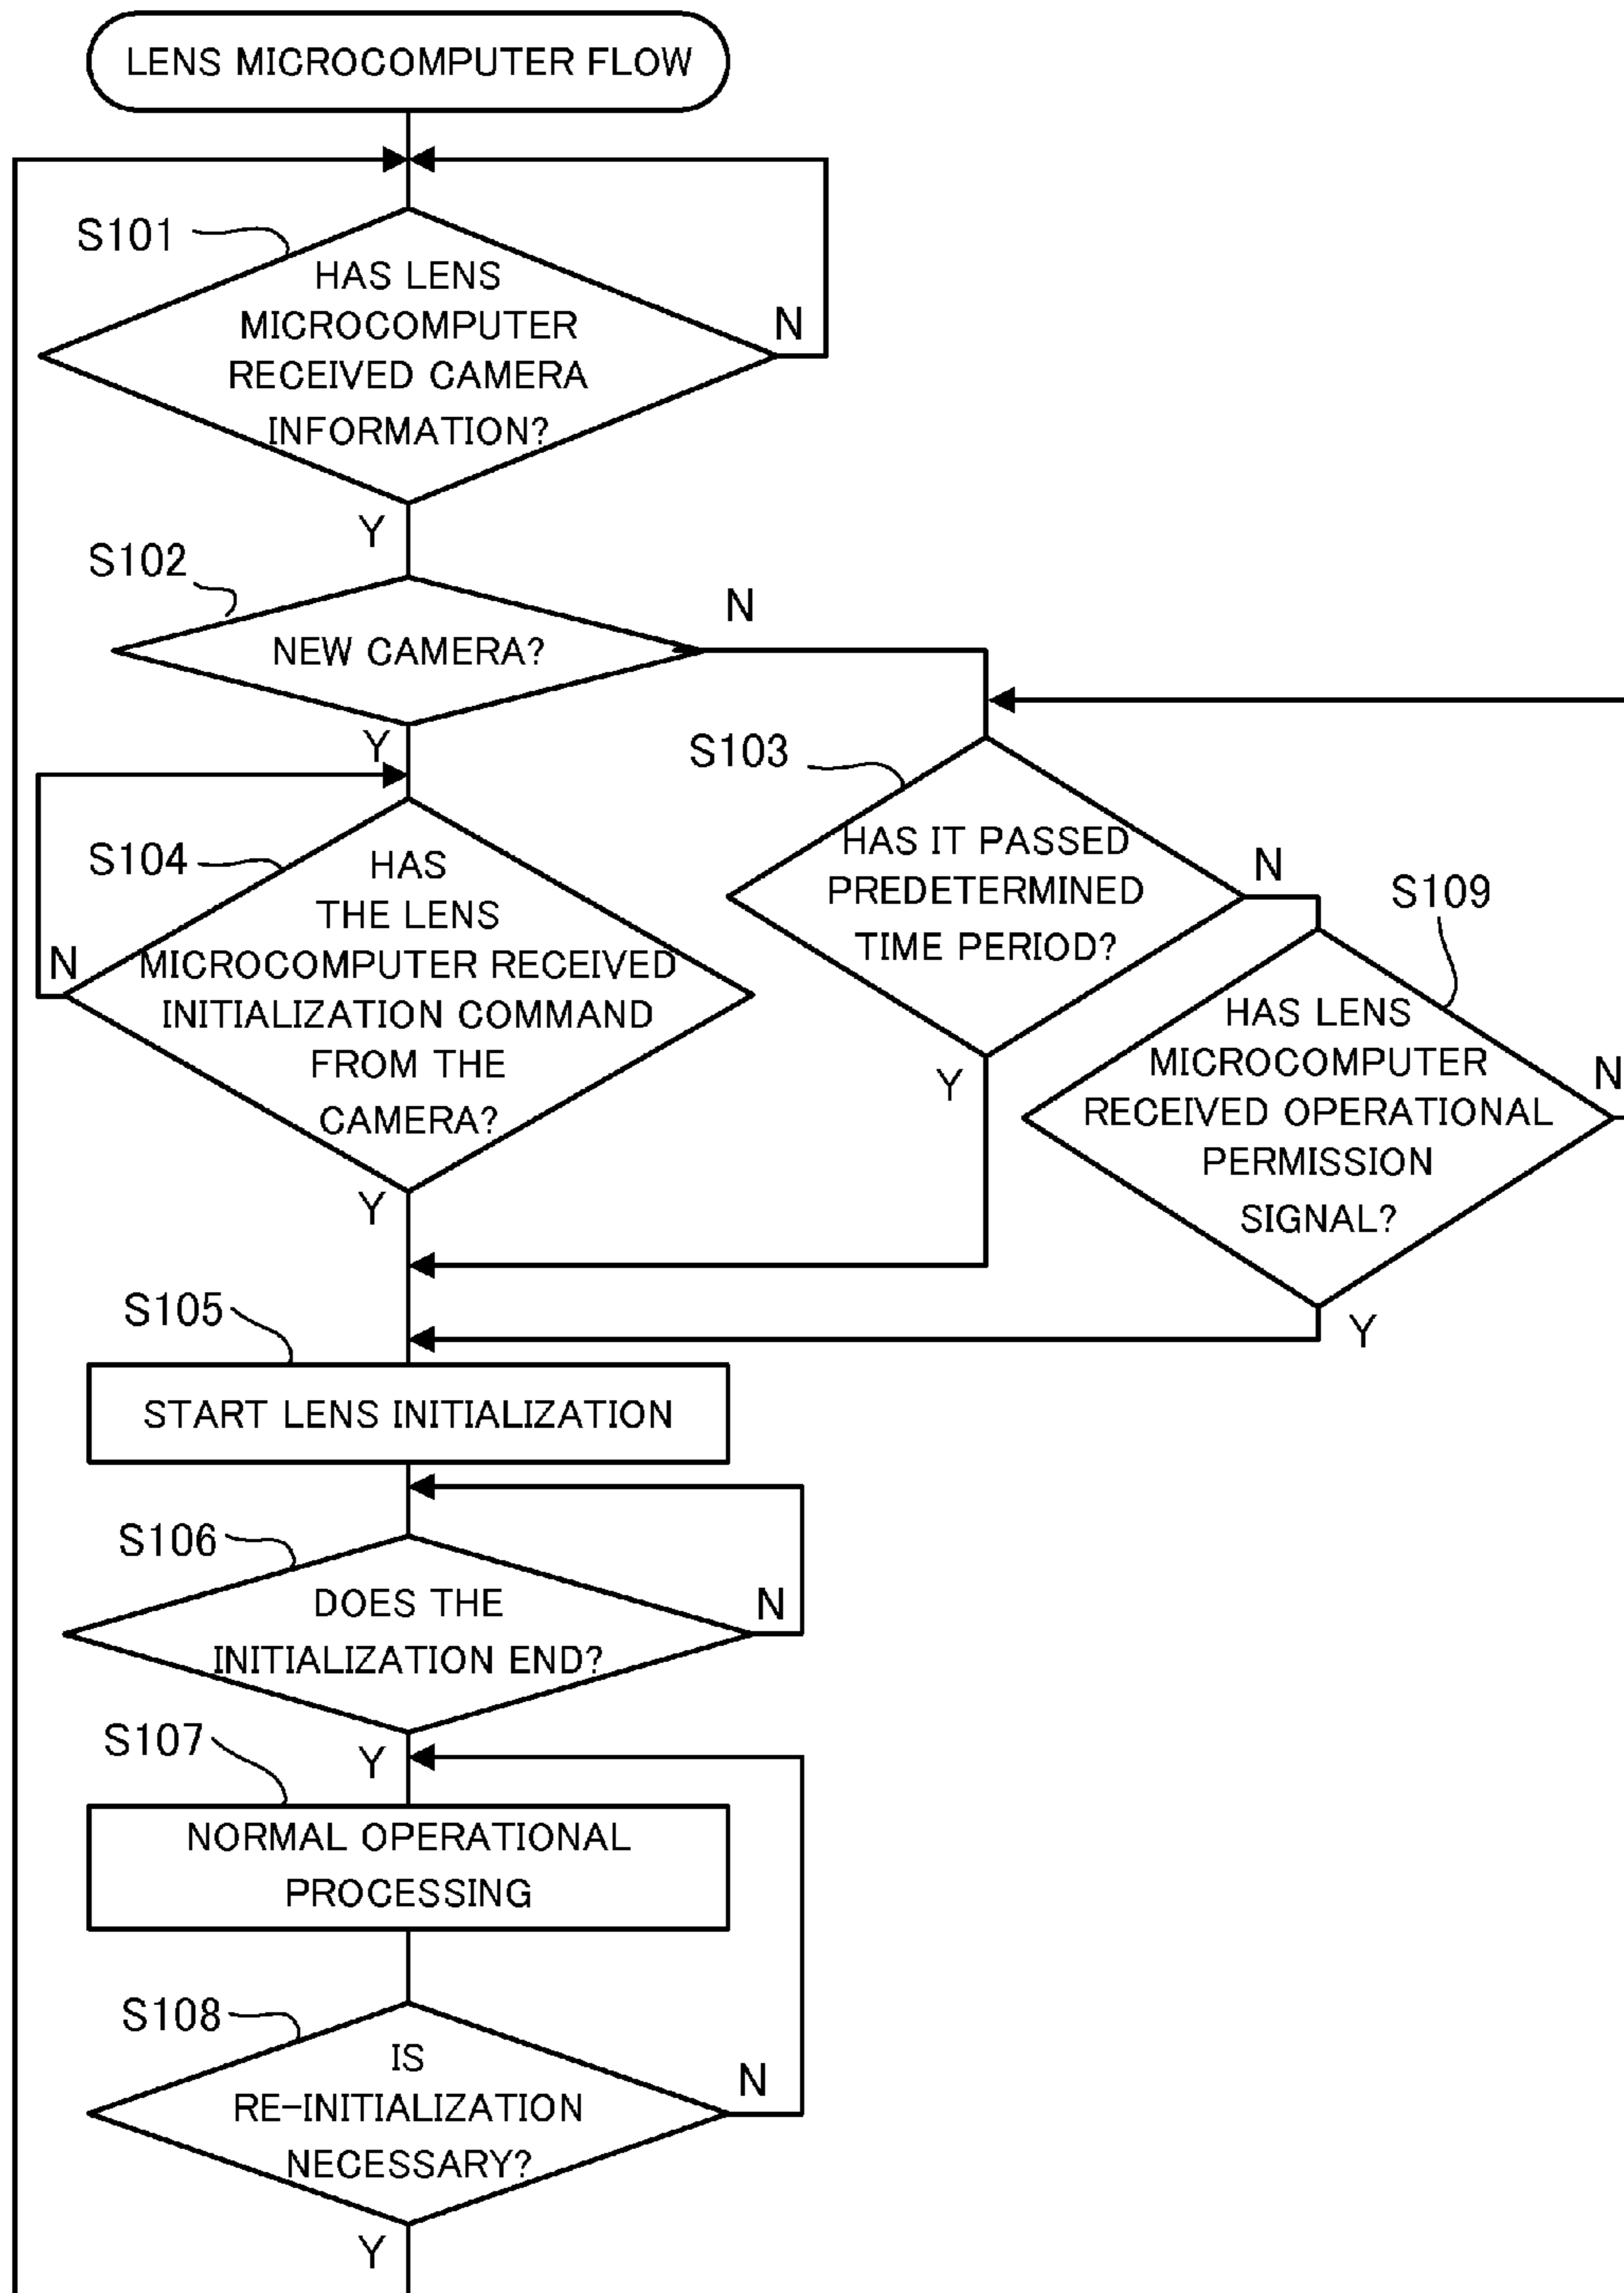 LENS MICROCOMPUTER FLOW
S101
HAS LENS
MICROCOMPUTER
RECEIVED CAMERA
INFORMATION?
N
Y
S102
NEW CAMERA?
N
Y
S103
HAS IT PASSED
PREDETERMINED
TIME PERIOD?
N
Y
S104
HAS
THE LENS
MICROCOMPUTER RECEIVED
INITIALIZATION COMMAND
FROM THE
CAMERA?
N
Y
S109
HAS LENS
MICROCOMPUTER
RECEIVED OPERATIONAL
PERMISSION
SIGNAL?
N
Y
S105
START LENS INITIALIZATION
S106
DOES THE
INITIALIZATION END?
N
Y
S107
NORMAL OPERATIONAL
PROCESSING
S108
IS
RE-INITIALIZATION
NECESSARY?
N
Y